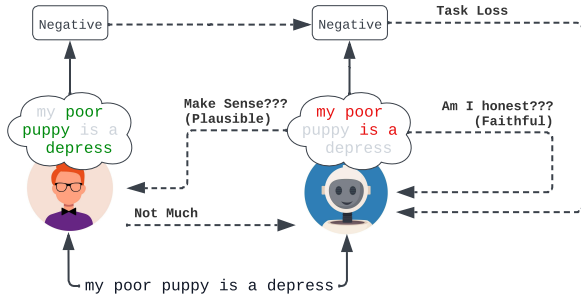 Task Loss
Negative
Negative
my poor
puppy is a
depress
Make Sense???
(Plausible)
my poor
puppy is a
depress
Am I honest???
(Faithful)
Not Much
my poor puppy is a depress